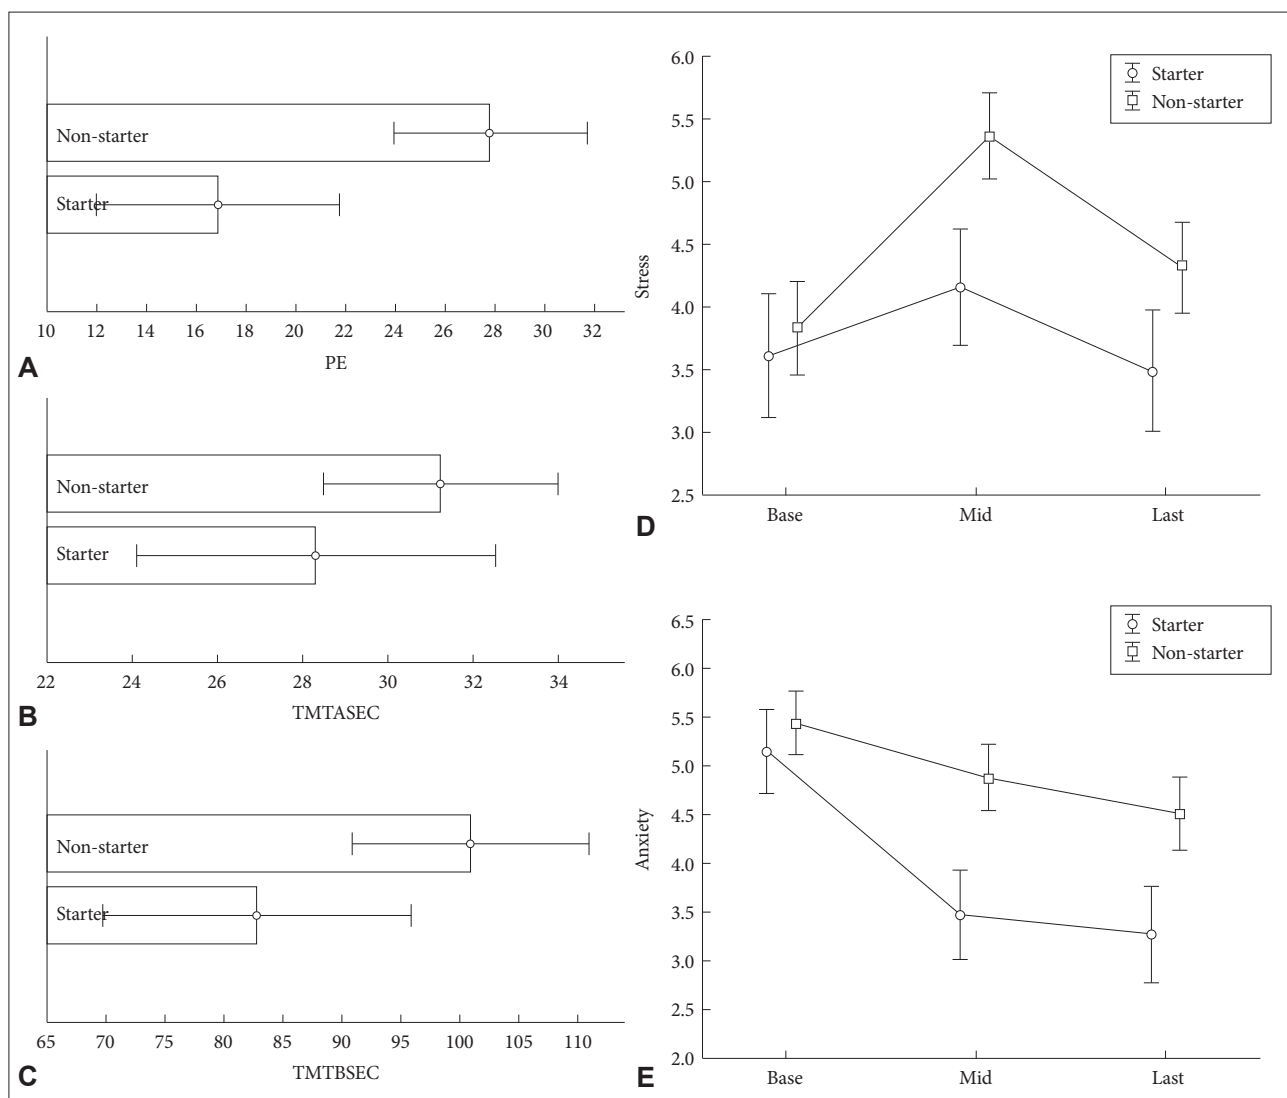 Non-starter
Starter
10 12 14 16 18 20 22 24 26 28 30 32
PE
A
Non-starter
Starter
22 24 26 28 30 32 34
TMTASEC
B
Non-starter
Starter
65 70 75 80 85 90 95 100 105 110
TMTBSEC
C
6.0
5.5
5.0
4.5
4.0
3.5
3.0
2.5
Stress
Starter
Non-starter
Base Mid Last
D
6.5
6.0
5.5
5.0
4.5
4.0
3.5
3.0
2.5
2.0
Anxiety
Starter
Non-starter
Base Mid Last
E